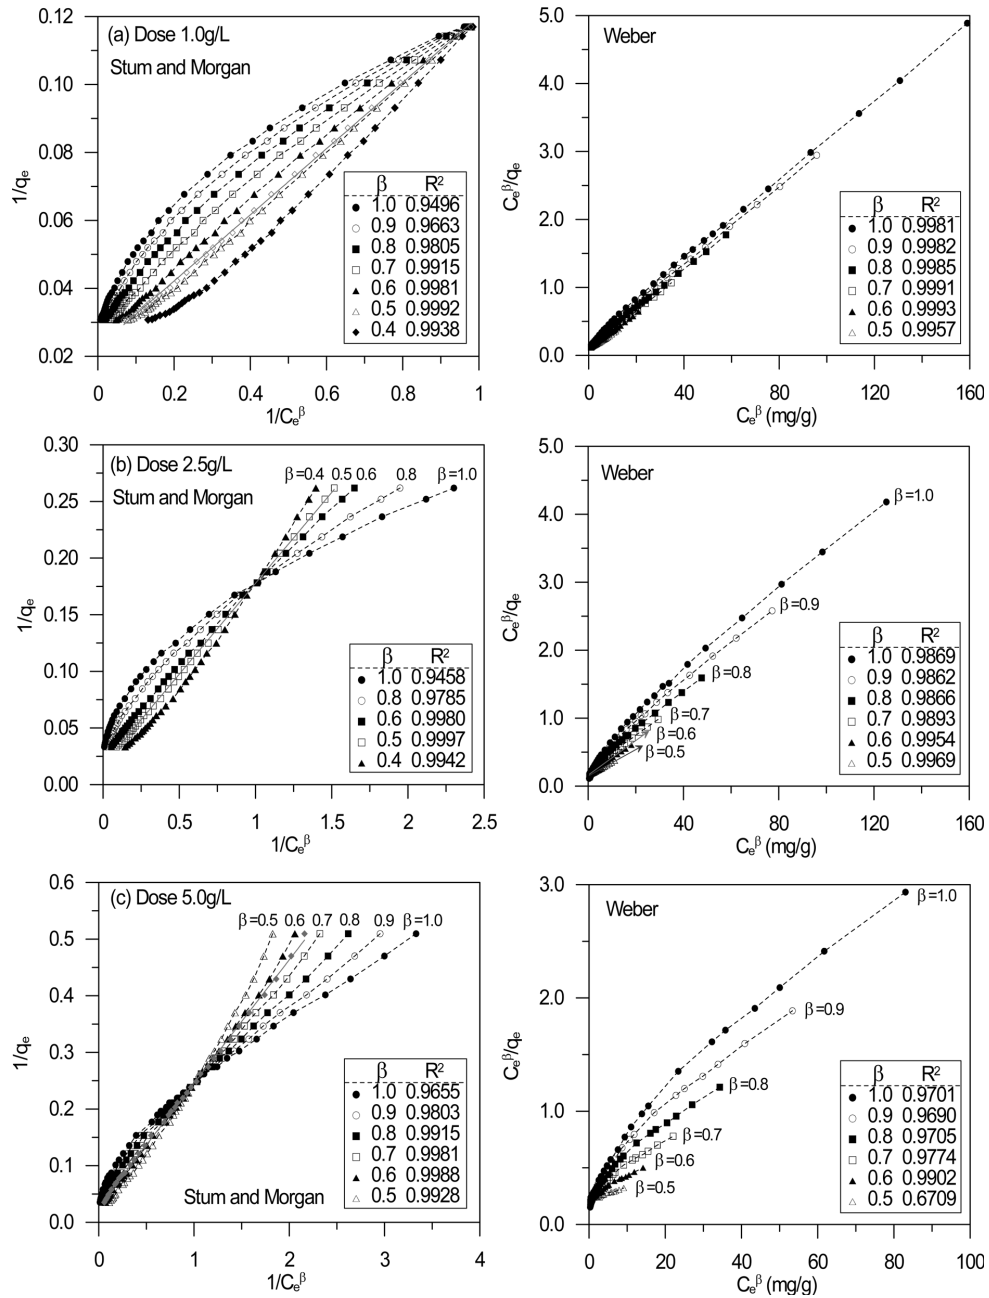 (a) Dose 1.0g/L
Stum and Morgan
1/qₑ
0.12
0.10
0.08
0.06
0.04
0.02
β R²
1.0 0.9496
0.9 0.9663
0.8 0.9805
0.7 0.9915
0.6 0.9981
0.5 0.9992
0.4 0.9938
0 0.2 0.4 0.6 0.8 1
1/Cₑ^β
Weber
Cₑ^β/qₑ
5.0
4.0
3.0
2.0
1.0
0.0
β R²
1.0 0.9981
0.9 0.9982
0.8 0.9985
0.7 0.9991
0.6 0.9993
0.5 0.9957
0 40 80 120 160
Cₑ^β (mg/g)
(b) Dose 2.5g/L
Stum and Morgan
β=0.4 0.5 0.6 0.8 β=1.0
1/qₑ
0.30
0.25
0.20
0.15
0.10
0.05
0.00
β R²
1.0 0.9458
0.8 0.9785
0.6 0.9980
0.5 0.9997
0.4 0.9942
0 0.5 1 1.5 2 2.5
1/Cₑ^β
Weber
Cₑ^β/qₑ
5.0
4.0
3.0
2.0
1.0
0.0
β=1.0
β=0.9
β=0.8
β=0.7
β=0.6
β=0.5
β R²
1.0 0.9869
0.9 0.9862
0.8 0.9866
0.7 0.9893
0.6 0.9954
0.5 0.9969
0 40 80 120 160
Cₑ^β (mg/g)
(c) Dose 5.0g/L
β=0.5 0.6 0.7 0.8 0.9 β=1.0
1/qₑ
0.6
0.5
0.4
0.3
0.2
0.1
0.0
β R²
1.0 0.9655
0.9 0.9803
0.8 0.9915
0.7 0.9981
0.6 0.9988
0.5 0.9928
Stum and Morgan
0 1 2 3 4
1/Cₑ^β
Weber
Cₑ^β/qₑ
3.0
2.0
1.0
0.0
β=1.0
β=0.9
β=0.8
β=0.7
β=0.6
β=0.5
β R²
1.0 0.9701
0.9 0.9690
0.8 0.9705
0.7 0.9774
0.6 0.9902
0.5 0.6709
0 20 40 60 80 100
Cₑ^β (mg/g)